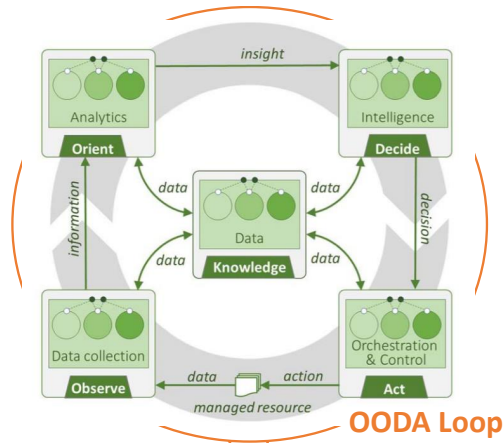 insight
Analytics
Orient
Intelligence
Decide
data
data
information
decision
Data
Knowledge
data
data
Data collection
Observe
Orchestration
& Control
Act
data
action
managed resource
OODA Loop